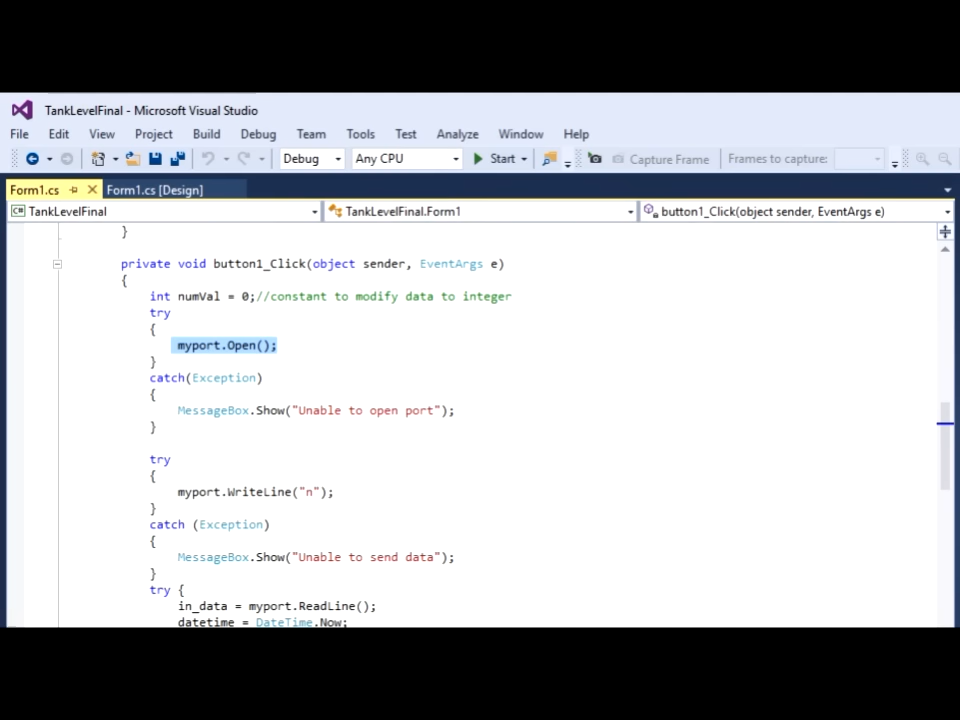 TankLevelFinal - Microsoft Visual Studio
File Edit View Project Build Debug Team Tools Test Analyze Window Help
Debug Any CPU Start Capture Frame Frames to capture:
Form1.cs Form1.cs [Design]
C# TankLevelFinal TankLevelFinal.Form1 button1_Click(object sender, EventArgs e)
}
private void button1_Click(object sender, EventArgs e)
{
int numVal = 0;//constant to modify data to integer
try
{
myport.Open();
}
catch(Exception)
{
MessageBox.Show("Unable to open port");
}
try
{
myport.WriteLine("n");
}
catch (Exception)
{
MessageBox.Show("Unable to send data");
}
try {
in_data = myport.ReadLine();
datetime = DateTime.Now;